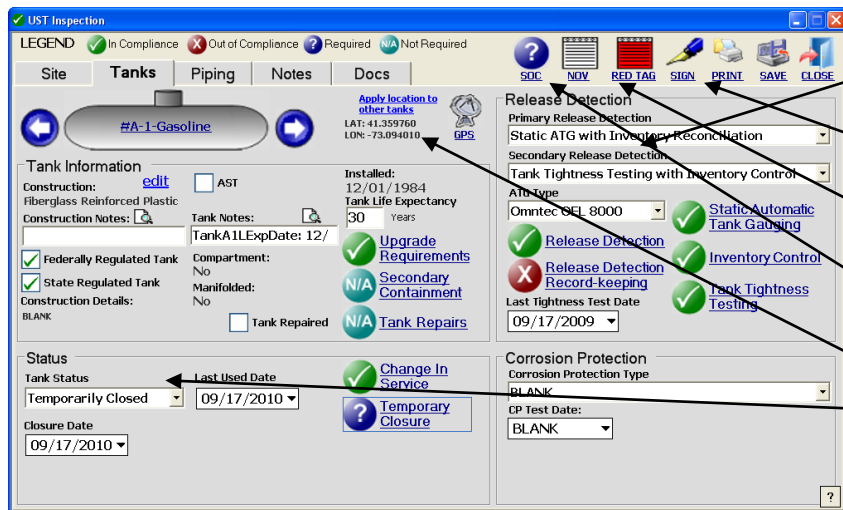 UST Inspection
LEGEND In Compliance Out of Compliance ? Required N/A Not Required
? SOC NOV RED TAG SIGN PRINT SAVE CLOSE
Site Tanks Piping Notes Docs
#A-1-Gasoline
Apply location to
other tanks
LAT: 41.359760
LON: -73.094010
GPS
Tank Information
Construction: edit
Fiberglass Reinforced Plastic
AST
Installed:
12/01/1984
Tank Life Expectancy
30 Years
Construction Notes:
Tank Notes:
TankA1LExpDate: 12/
Federally Regulated Tank
State Regulated Tank
Compartment:
No
Manifolded:
No
Construction Details:
BLANK
Tank Repaired
Upgrade
Requirements
N/A Secondary
Containment
N/A Tank Repairs
Status
Tank Status
Temporarily Closed
Last Used Date
09/17/2010
Closure Date
09/17/2010
Change In
Service
? Temporary
Closure
Release Detection
Primary Release Detection
Static ATG with Inventory Reconciliation
Secondary Release Detection
Tank Tightness Testing with Inventory Control
ATG Type
Omntec OEL 8000
Release Detection
Release Detection
Record-keeping
Last Tightness Test Date
09/17/2009
Static Automatic
Tank Gauging
Inventory Control
Tank Tightness
Testing
Corrosion Protection
Corrosion Protection Type
BLANK
CP Test Date:
BLANK
?